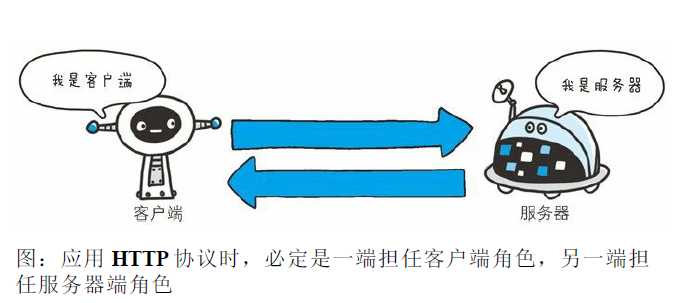 我是客户端
我是服务器
客户端
服务器
图：应用 HTTP 协议时，必定是一端担任客户端角色，另一端担
任服务器端角色